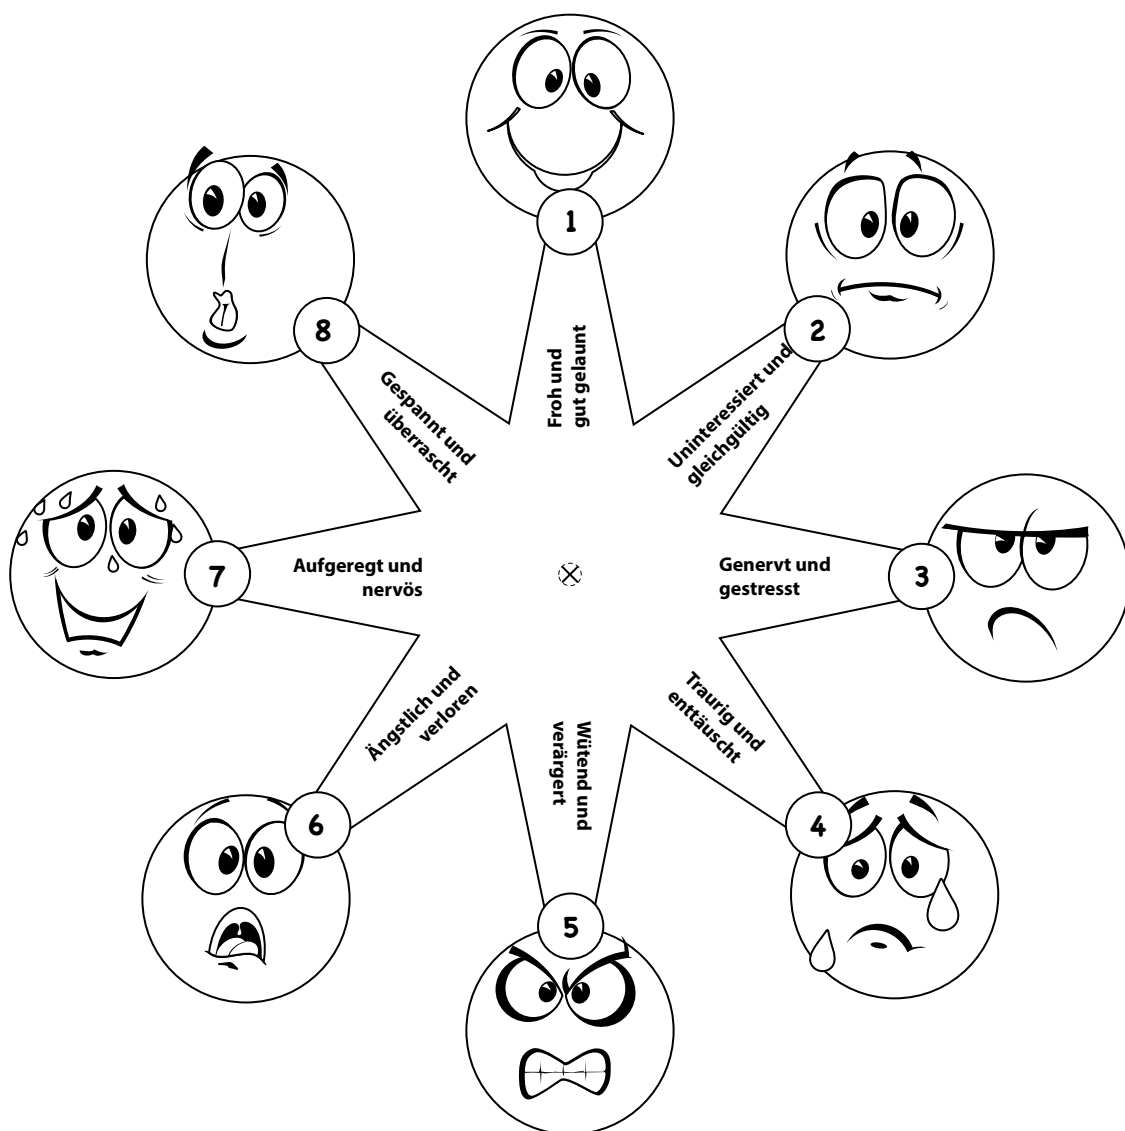 1
Froh und
gut gelaunt
2
Uninteressiert und
gleichgültig
3
Genervt und
gestresst
4
Traurig und
enttäuscht
5
Wütend und
verärgert
6
Ängstlich und
verloren
7
Aufgeregt und
nervös
8
Gespannt und
überrascht